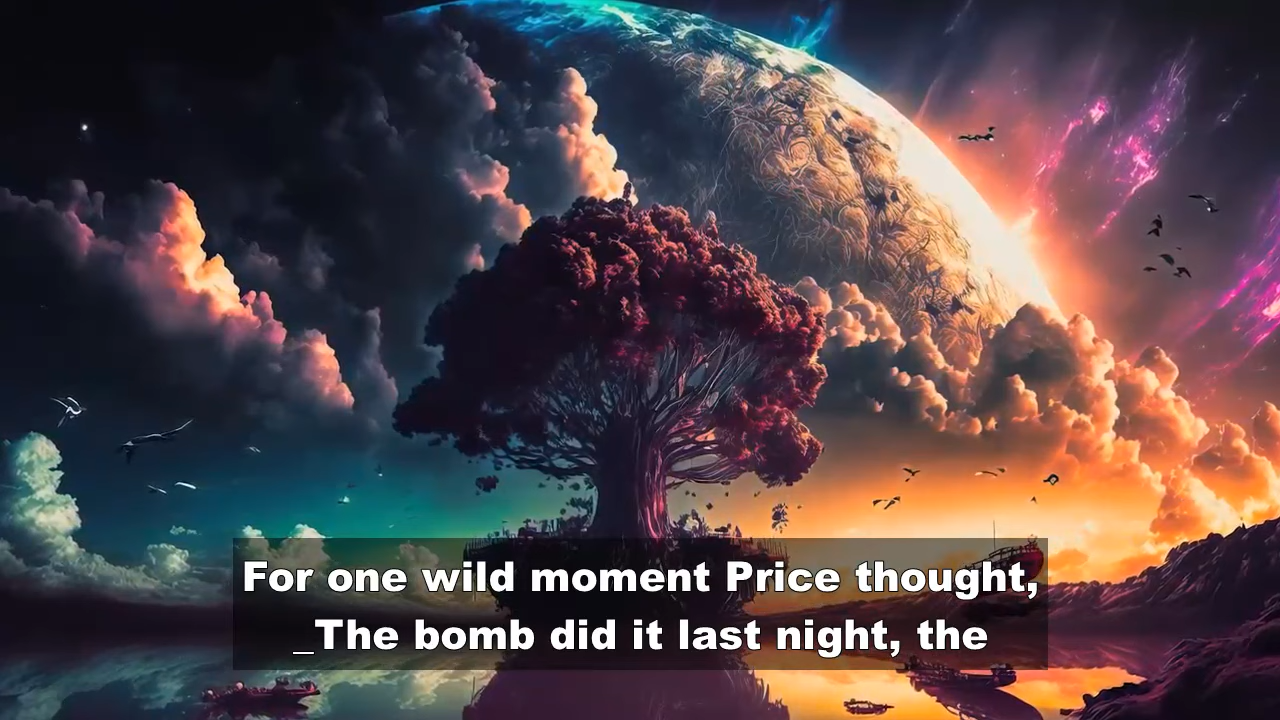 For one wild moment Price thought,
_The bomb did it last night, the